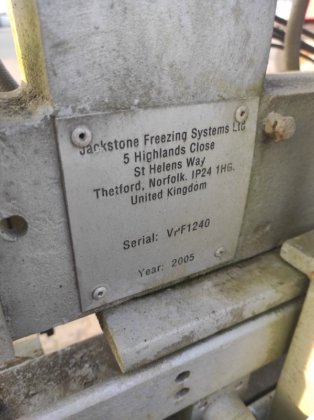 Jackstone Freezing Systems Ltd
5 Highlands Close
St Helens Way
Thetford, Norfolk. IP24 1HG.
United Kingdom
Serial: VPF1240
Year: 2005